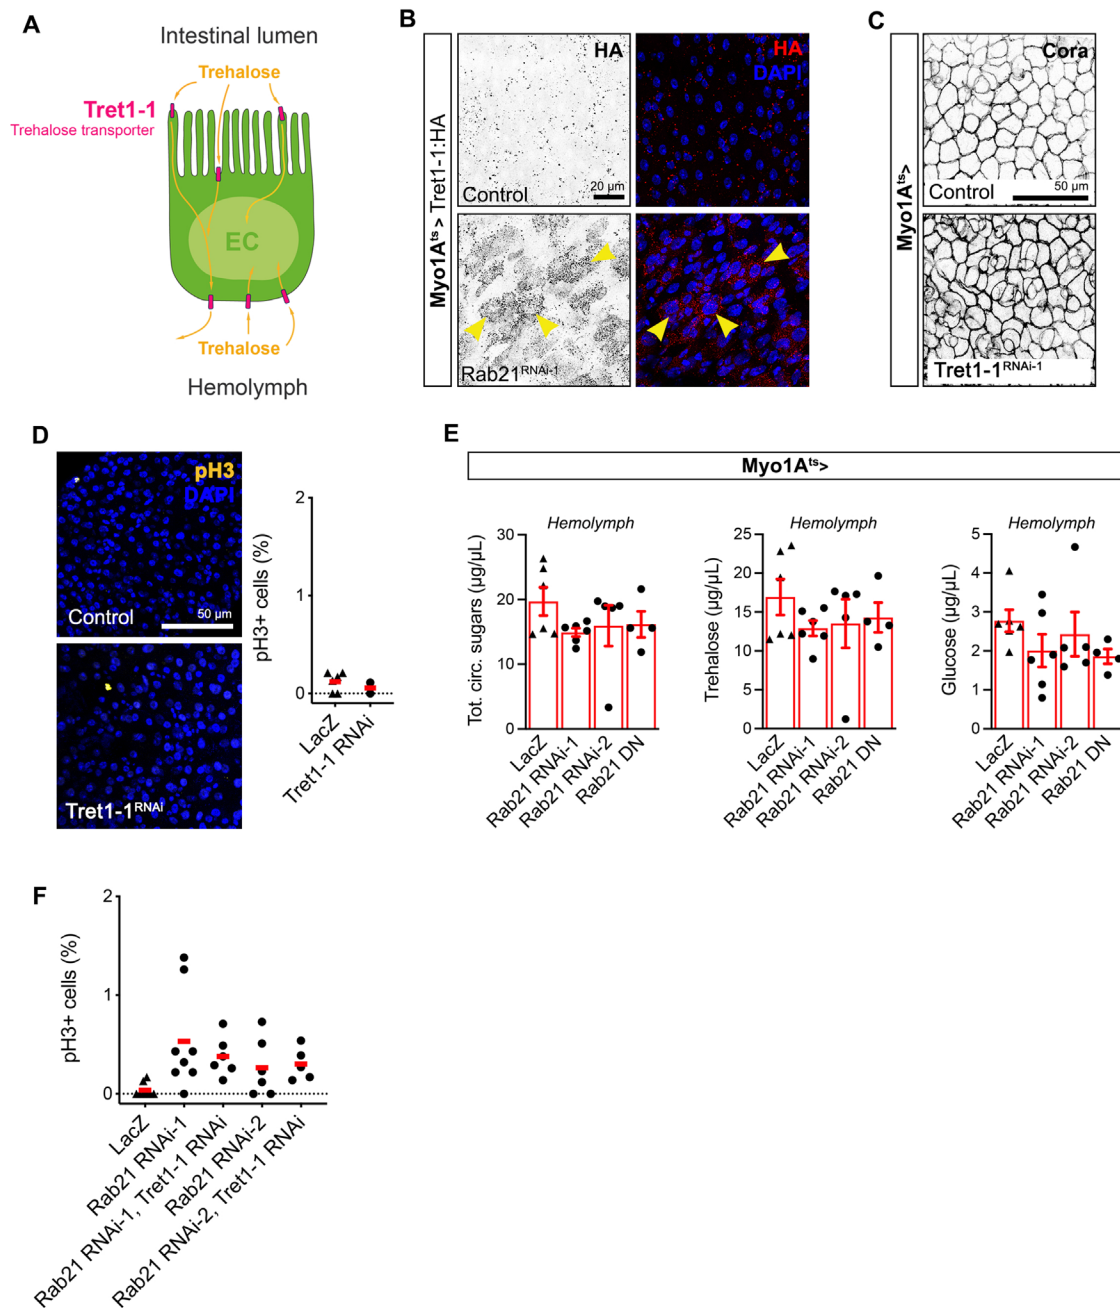 A
Intestinal lumen
Trehalose
Tret1-1
Trehalose transporter
EC
Trehalose
Hemolymph
B
Myo1Aᵗˢ > Tret1-1:HA
HA
Control
20 µm
HA
DAPI
Rab21ᴿᴺᴬⁱ⁻¹
C
Myo1Aᵗˢ>
Cora
Control
50 µm
Tret1-1ᴿᴺᴬⁱ⁻¹
D
pH3
DAPI
Control
50 µm
Tret1-1ᴿᴺᴬⁱ
pH3+ cells (%)
2
1
0
LacZ
Tret1-1 RNAi
E
Myo1Aᵗˢ>
Hemolymph
Tot. circ. sugars (µg/µL)
30
20
10
0
LacZ
Rab21 RNAi-1
Rab21 RNAi-2
Rab21 DN
Hemolymph
Trehalose (µg/µL)
25
20
15
10
5
0
LacZ
Rab21 RNAi-1
Rab21 RNAi-2
Rab21 DN
Hemolymph
Glucose (µg/µL)
5
4
3
2
1
0
LacZ
Rab21 RNAi-1
Rab21 RNAi-2
Rab21 DN
F
pH3+ cells (%)
2
1
0
LacZ
Rab21 RNAi-1
Rab21 RNAi-1, Tret1-1 RNAi
Rab21 RNAi-2
Rab21 RNAi-2, Tret1-1 RNAi